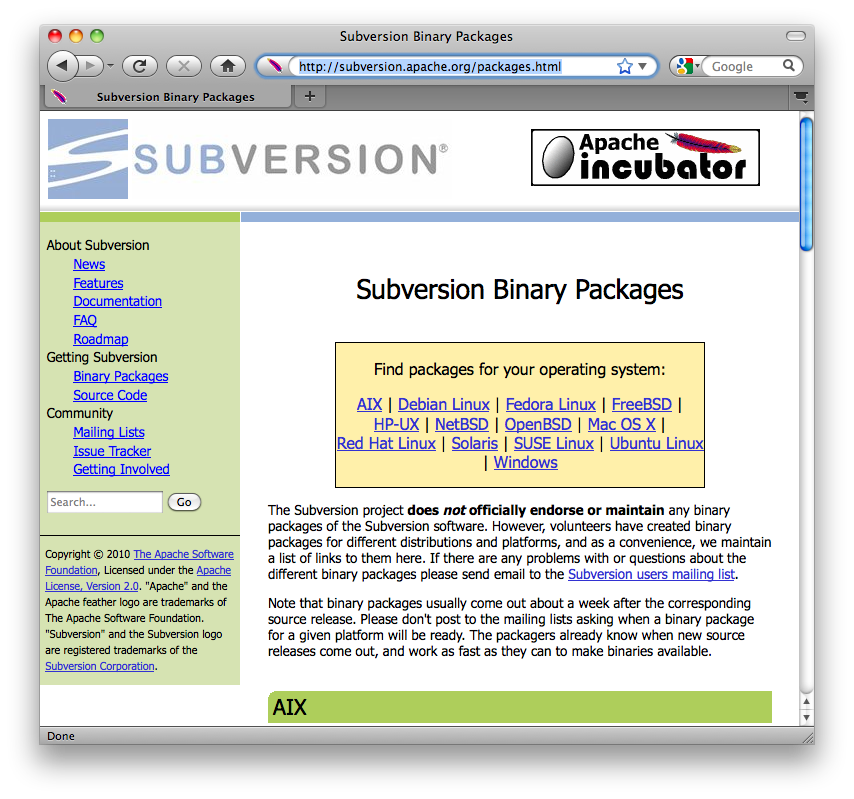 Subversion Binary Packages
http://subversion.apache.org/packages.html
Google
Subversion Binary Packages
SUBVERSION®
Apache
incubator
About Subversion
News
Features
Documentation
FAQ
Roadmap
Getting Subversion
Binary Packages
Source Code
Community
Mailing Lists
Issue Tracker
Getting Involved
Search...
Go
Copyright © 2010 The Apache Software
Foundation, Licensed under the Apache
License, Version 2.0. "Apache" and the
Apache feather logo are trademarks of
The Apache Software Foundation.
"Subversion" and the Subversion logo
are registered trademarks of the
Subversion Corporation.
Subversion Binary Packages
Find packages for your operating system:
AIX | Debian Linux | Fedora Linux | FreeBSD |
HP-UX | NetBSD | OpenBSD | Mac OS X |
Red Hat Linux | Solaris | SUSE Linux | Ubuntu Linux
| Windows
The Subversion project does not officially endorse or maintain any binary
packages of the Subversion software. However, volunteers have created binary
packages for different distributions and platforms, and as a convenience, we maintain
a list of links to them here. If there are any problems with or questions about the
different binary packages please send email to the Subversion users mailing list.
Note that binary packages usually come out about a week after the corresponding
source release. Please don't post to the mailing lists asking when a binary package
for a given platform will be ready. The packagers already know when new source
releases come out, and work as fast as they can to make binaries available.
AIX
Done